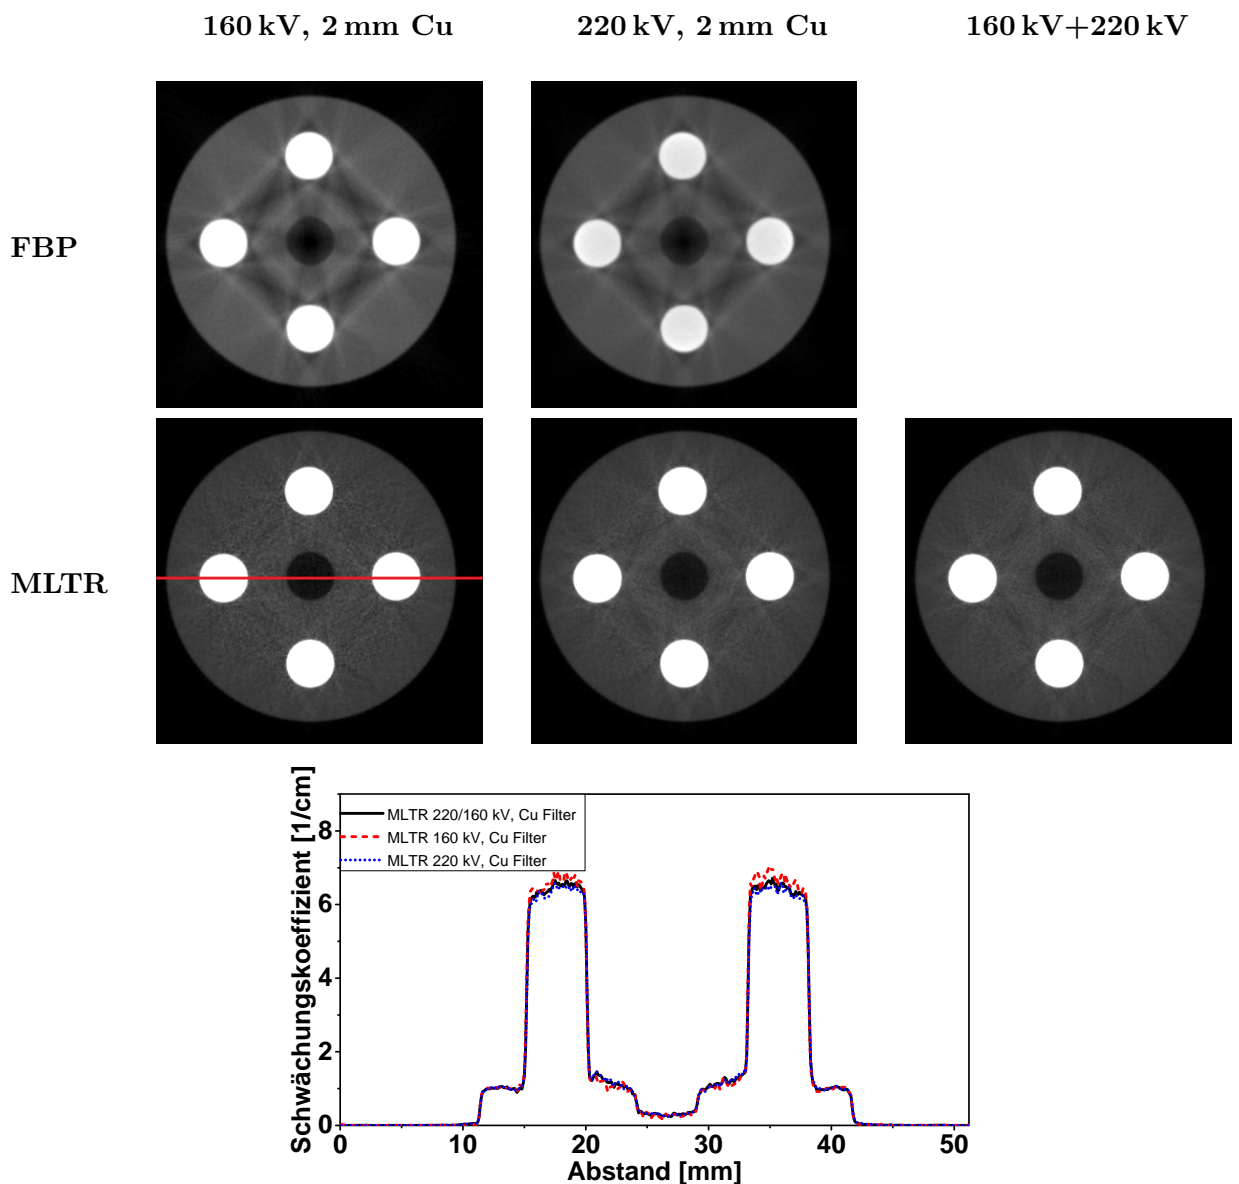 160 kV, 2 mm Cu
220 kV, 2 mm Cu
160 kV+220 kV
FBP
MLTR
Schwächungskoeffizient [1/cm]
MLTR 220/160 kV, Cu Filter
MLTR 160 kV, Cu Filter
MLTR 220 kV, Cu Filter
8
6
4
2
0
0 10 20 30 40 50
Abstand [mm]